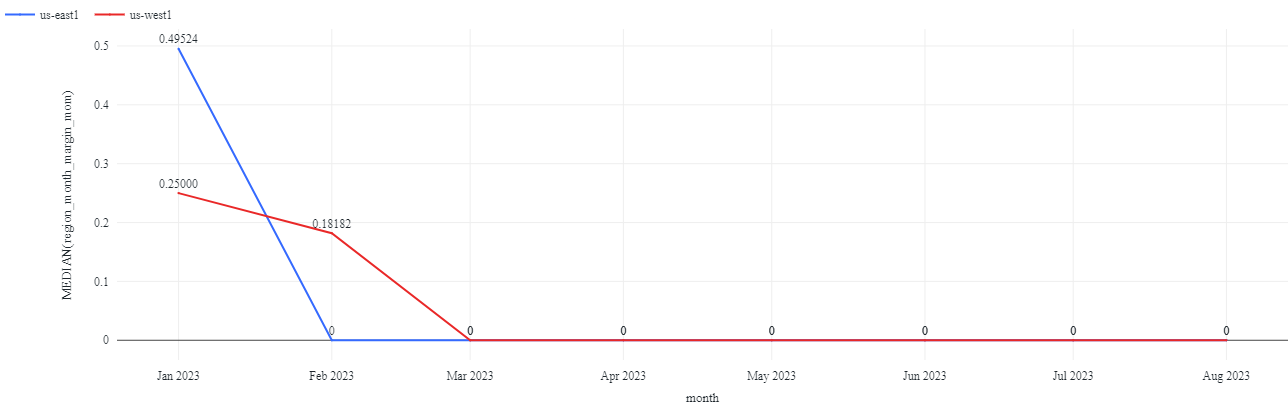 us-east1 us-west1
0.49524
0.5
0.4
0.3
0.25000
0.2
0.18182
0.1
0 0 0 0 0 0 0 0
MEDIAN(region_month_margin_mom)
Jan 2023 Feb 2023 Mar 2023 Apr 2023 May 2023 Jun 2023 Jul 2023 Aug 2023
month